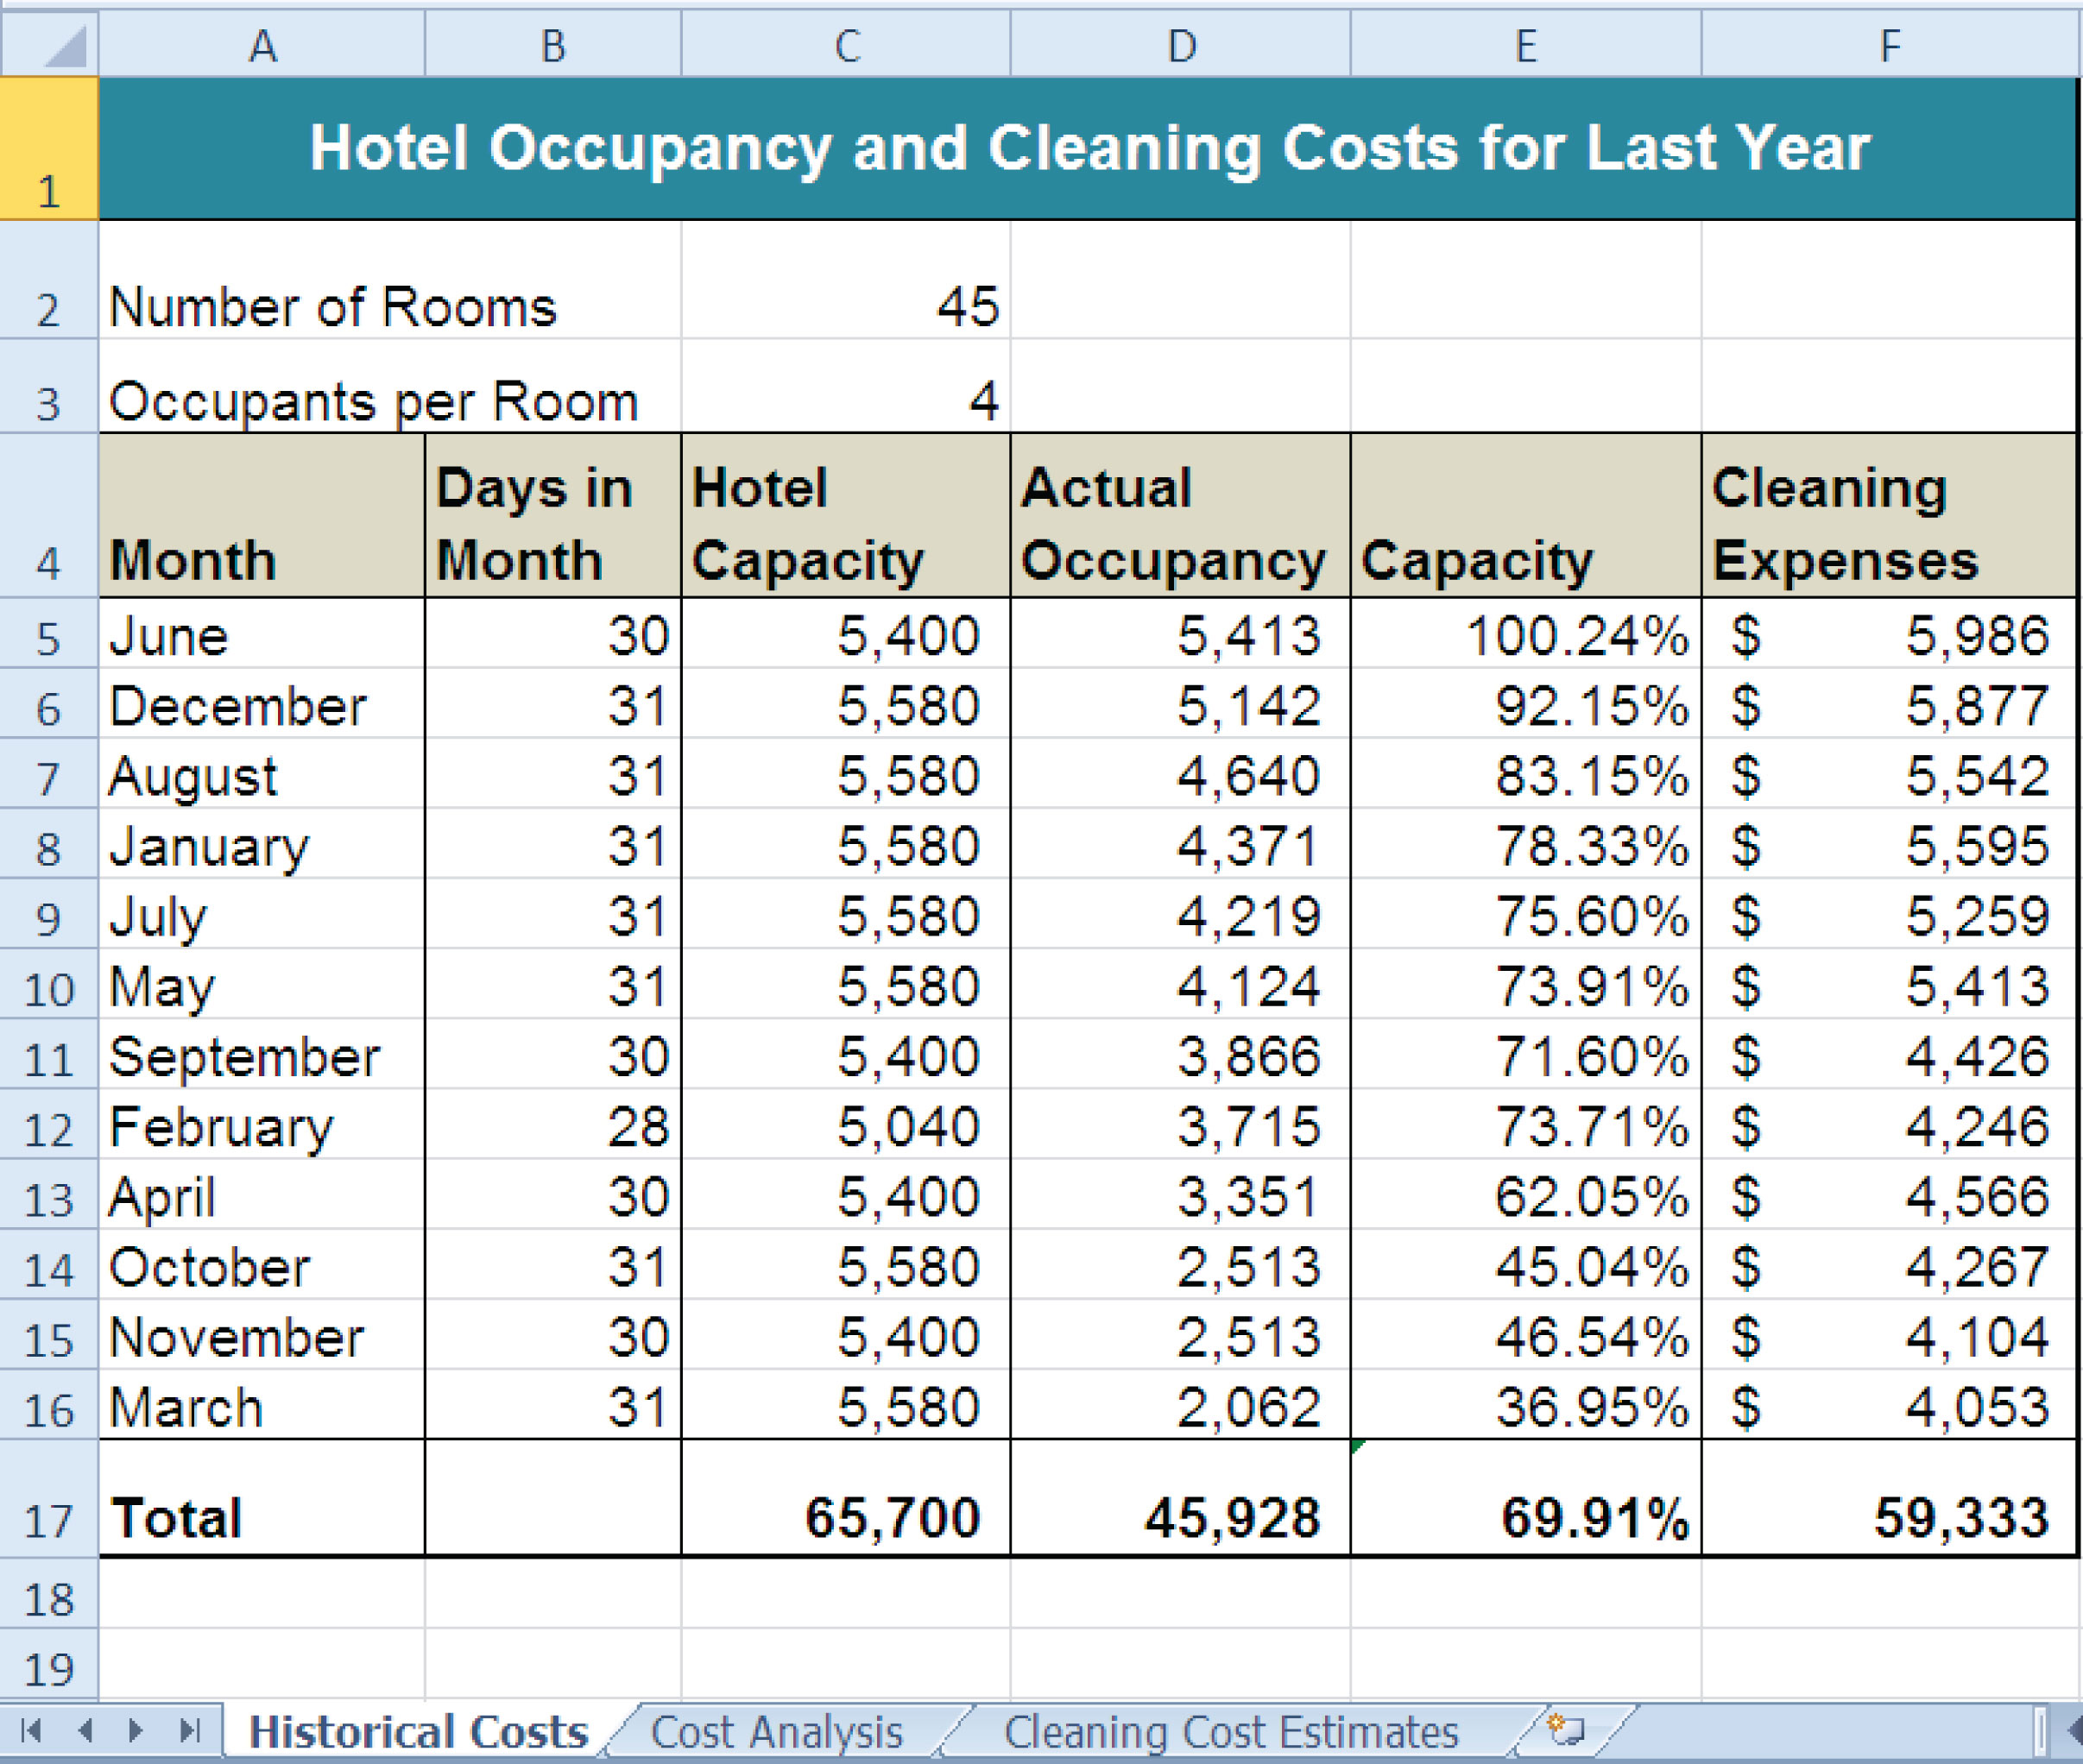 A B C D E F
1 Hotel Occupancy and Cleaning Costs for Last Year
2 Number of Rooms 45
3 Occupants per Room 4
Days in Hotel Actual Cleaning
4 Month Month Capacity Occupancy Capacity Expenses
5 June 30 5,400 5,413 100.24% $ 5,986
6 December 31 5,580 5,142 92.15% $ 5,877
7 August 31 5,580 4,640 83.15% $ 5,542
8 January 31 5,580 4,371 78.33% $ 5,595
9 July 31 5,580 4,219 75.60% $ 5,259
10 May 31 5,580 4,124 73.91% $ 5,413
11 September 30 5,400 3,866 71.60% $ 4,426
12 February 28 5,040 3,715 73.71% $ 4,246
13 April 30 5,400 3,351 62.05% $ 4,566
14 October 31 5,580 2,513 45.04% $ 4,267
15 November 30 5,400 2,513 46.54% $ 4,104
16 March 31 5,580 2,062 36.95% $ 4,053
17 Total 65,700 45,928 69.91% 59,333
18
19
Historical Costs Cost Analysis Cleaning Cost Estimates